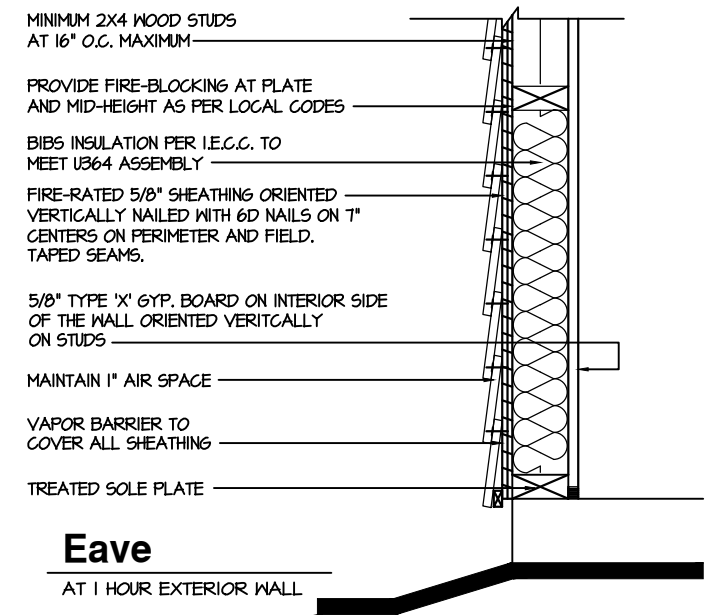 MINIMUM 2X4 WOOD STUDS
AT 16" O.C. MAXIMUM
PROVIDE FIRE-BLOCKING AT PLATE
AND MID-HEIGHT AS PER LOCAL CODES
BIBS INSULATION PER I.E.C.C. TO
MEET U364 ASSEMBLY
FIRE-RATED 5/8" SHEATHING ORIENTED
VERTICALLY NAILED WITH 6D NAILS ON 7"
CENTERS ON PERIMETER AND FIELD.
TAPED SEAMS.
5/8" TYPE 'X' GYP. BOARD ON INTERIOR SIDE
OF THE WALL ORIENTED VERITCALLY
ON STUDS
MAINTAIN 1" AIR SPACE
VAPOR BARRIER TO
COVER ALL SHEATHING
TREATED SOLE PLATE
Eave
AT 1 HOUR EXTERIOR WALL